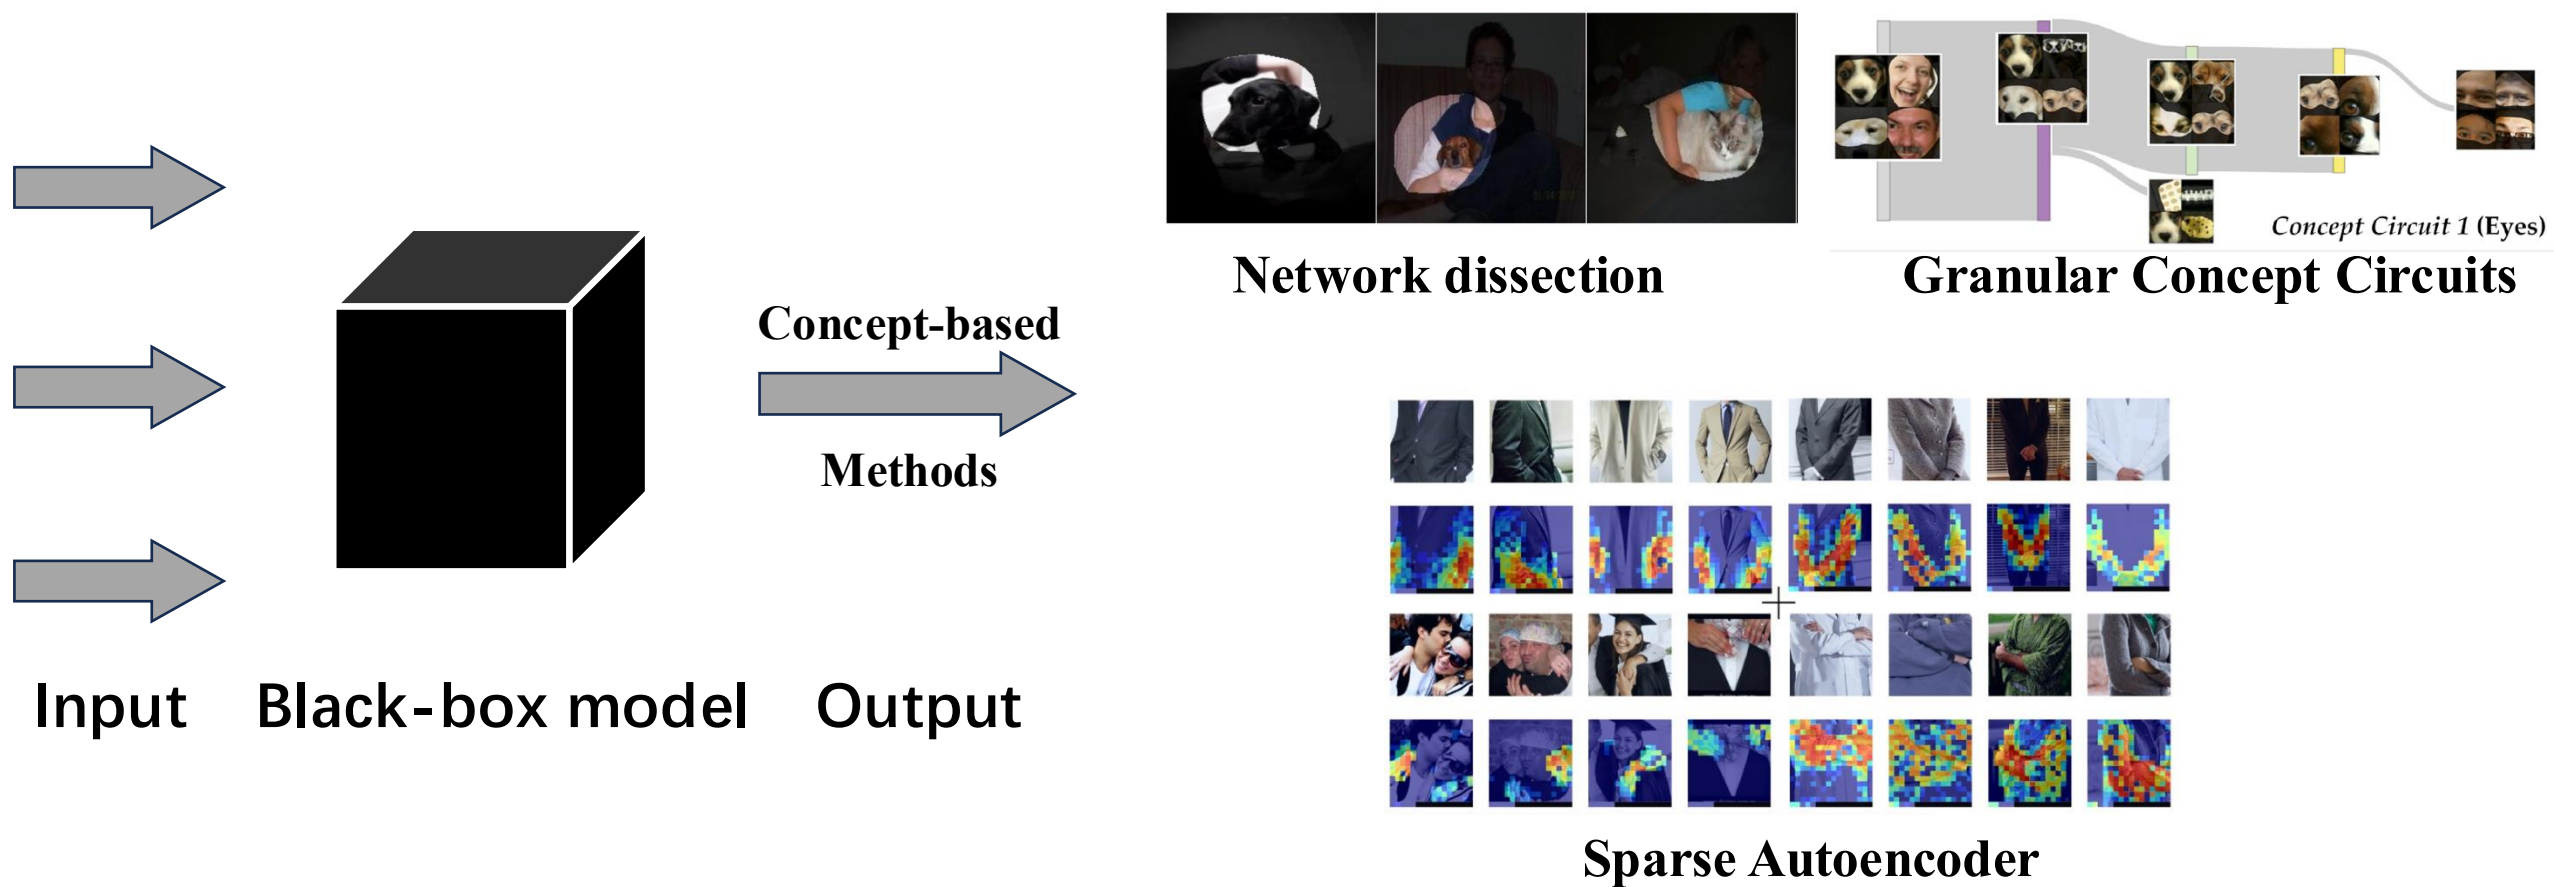 Concept Circuit 1 (Eyes)
Network dissection
Granular Concept Circuits
Concept-based
Methods
Input
Black-box model
Output
Sparse Autoencoder